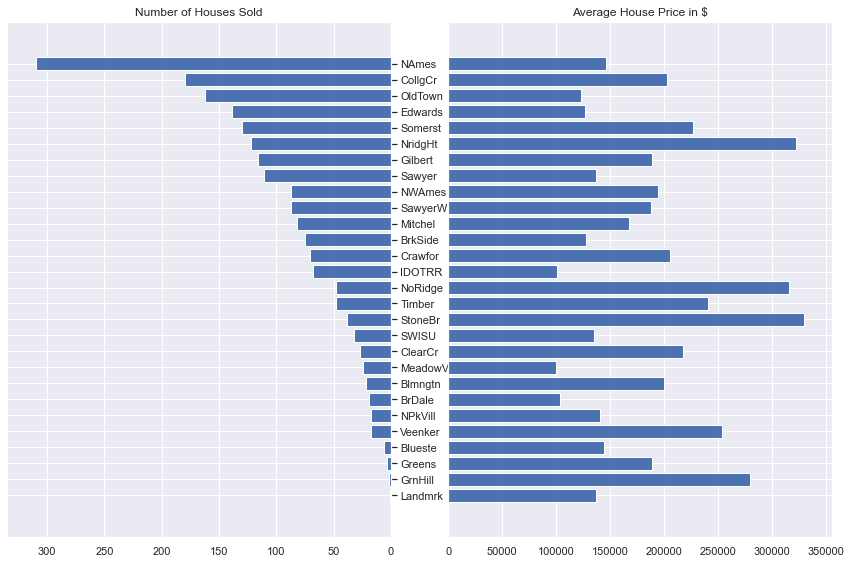 Number of Houses Sold
Average House Price in $
NAmes
CollgCr
OldTown
Edwards
Somerst
NridgHt
Gilbert
Sawyer
NWAmes
SawyerW
Mitchel
BrkSide
Crawfor
IDOTRR
NoRidge
Timber
StoneBr
SWISU
ClearCr
MeadowV
Blmngtn
BrDale
NPkVill
Veenker
Blueste
Greens
GrnHill
Landmrk
300 250 200 150 100 50 0
0 50000 100000 150000 200000 250000 300000 350000